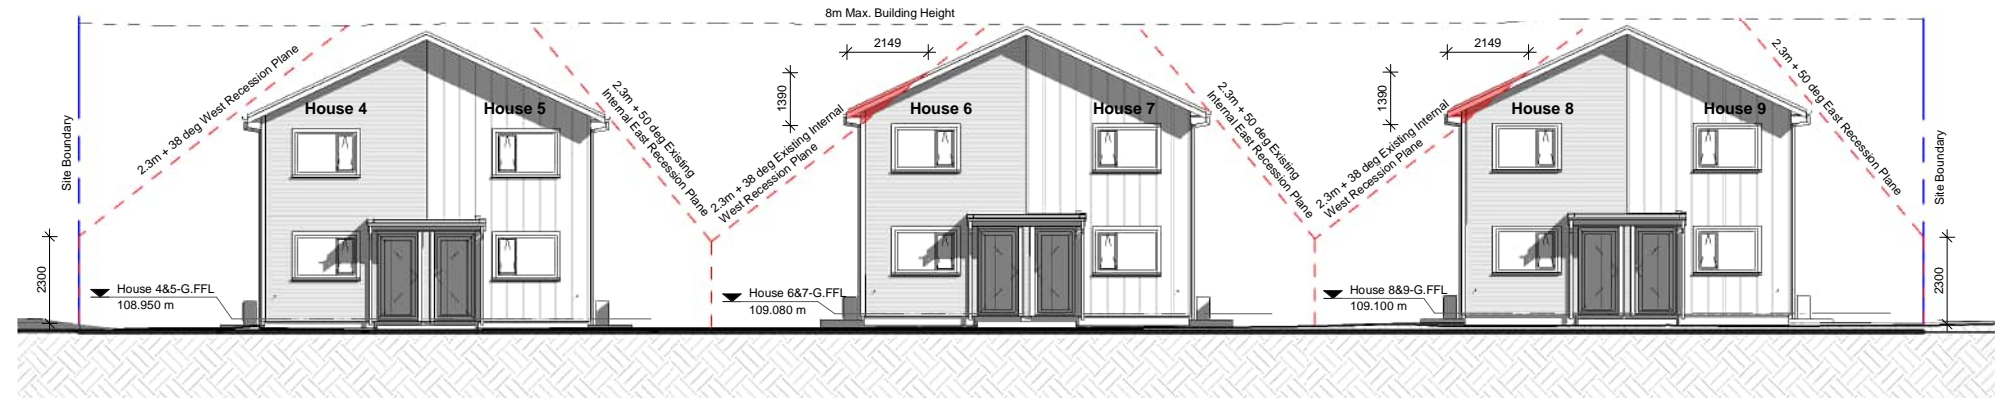 8m Max. Building Height
Site Boundary
2.3m + 38 deg West Recession Plane
House 4
House 5
2.3m + 50 deg Existing
Internal East Recession Plane
2149
1390
2.3m + 38 deg Existing Internal
West Recession Plane
House 6
House 7
2.3m + 50 deg Existing
Internal East Recession Plane
2149
1390
2.3m + 38 deg Existing Internal
West Recession Plane
House 8
House 9
2.3m + 50 deg East Recession Plane
Site Boundary
2300
House 4&5-G.FFL
108.950 m
House 6&7-G.FFL
109.080 m
House 8&9-G.FFL
109.100 m
2300